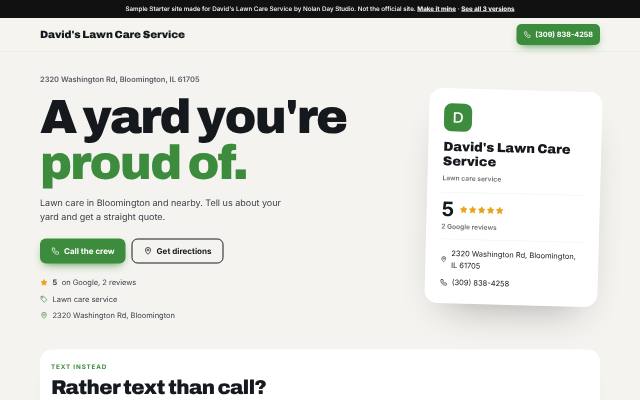 Sample Starter site made for David's Lawn Care Service by Nolan Day Studio. Not the official site. Make it mine · See all 3 versions
David's Lawn Care Service
(309) 838-4258
2320 Washington Rd, Bloomington, IL 61705
A yard you're
proud of.
Lawn care in Bloomington and nearby. Tell us about your
yard and get a straight quote.
Call the crew
Get directions
5 on Google, 2 reviews
Lawn care service
2320 Washington Rd, Bloomington
D
David's Lawn Care
Service
Lawn care service
5
2 Google reviews
2320 Washington Rd, Bloomington,
IL 61705
(309) 838-4258
TEXT INSTEAD
Rather text than call?